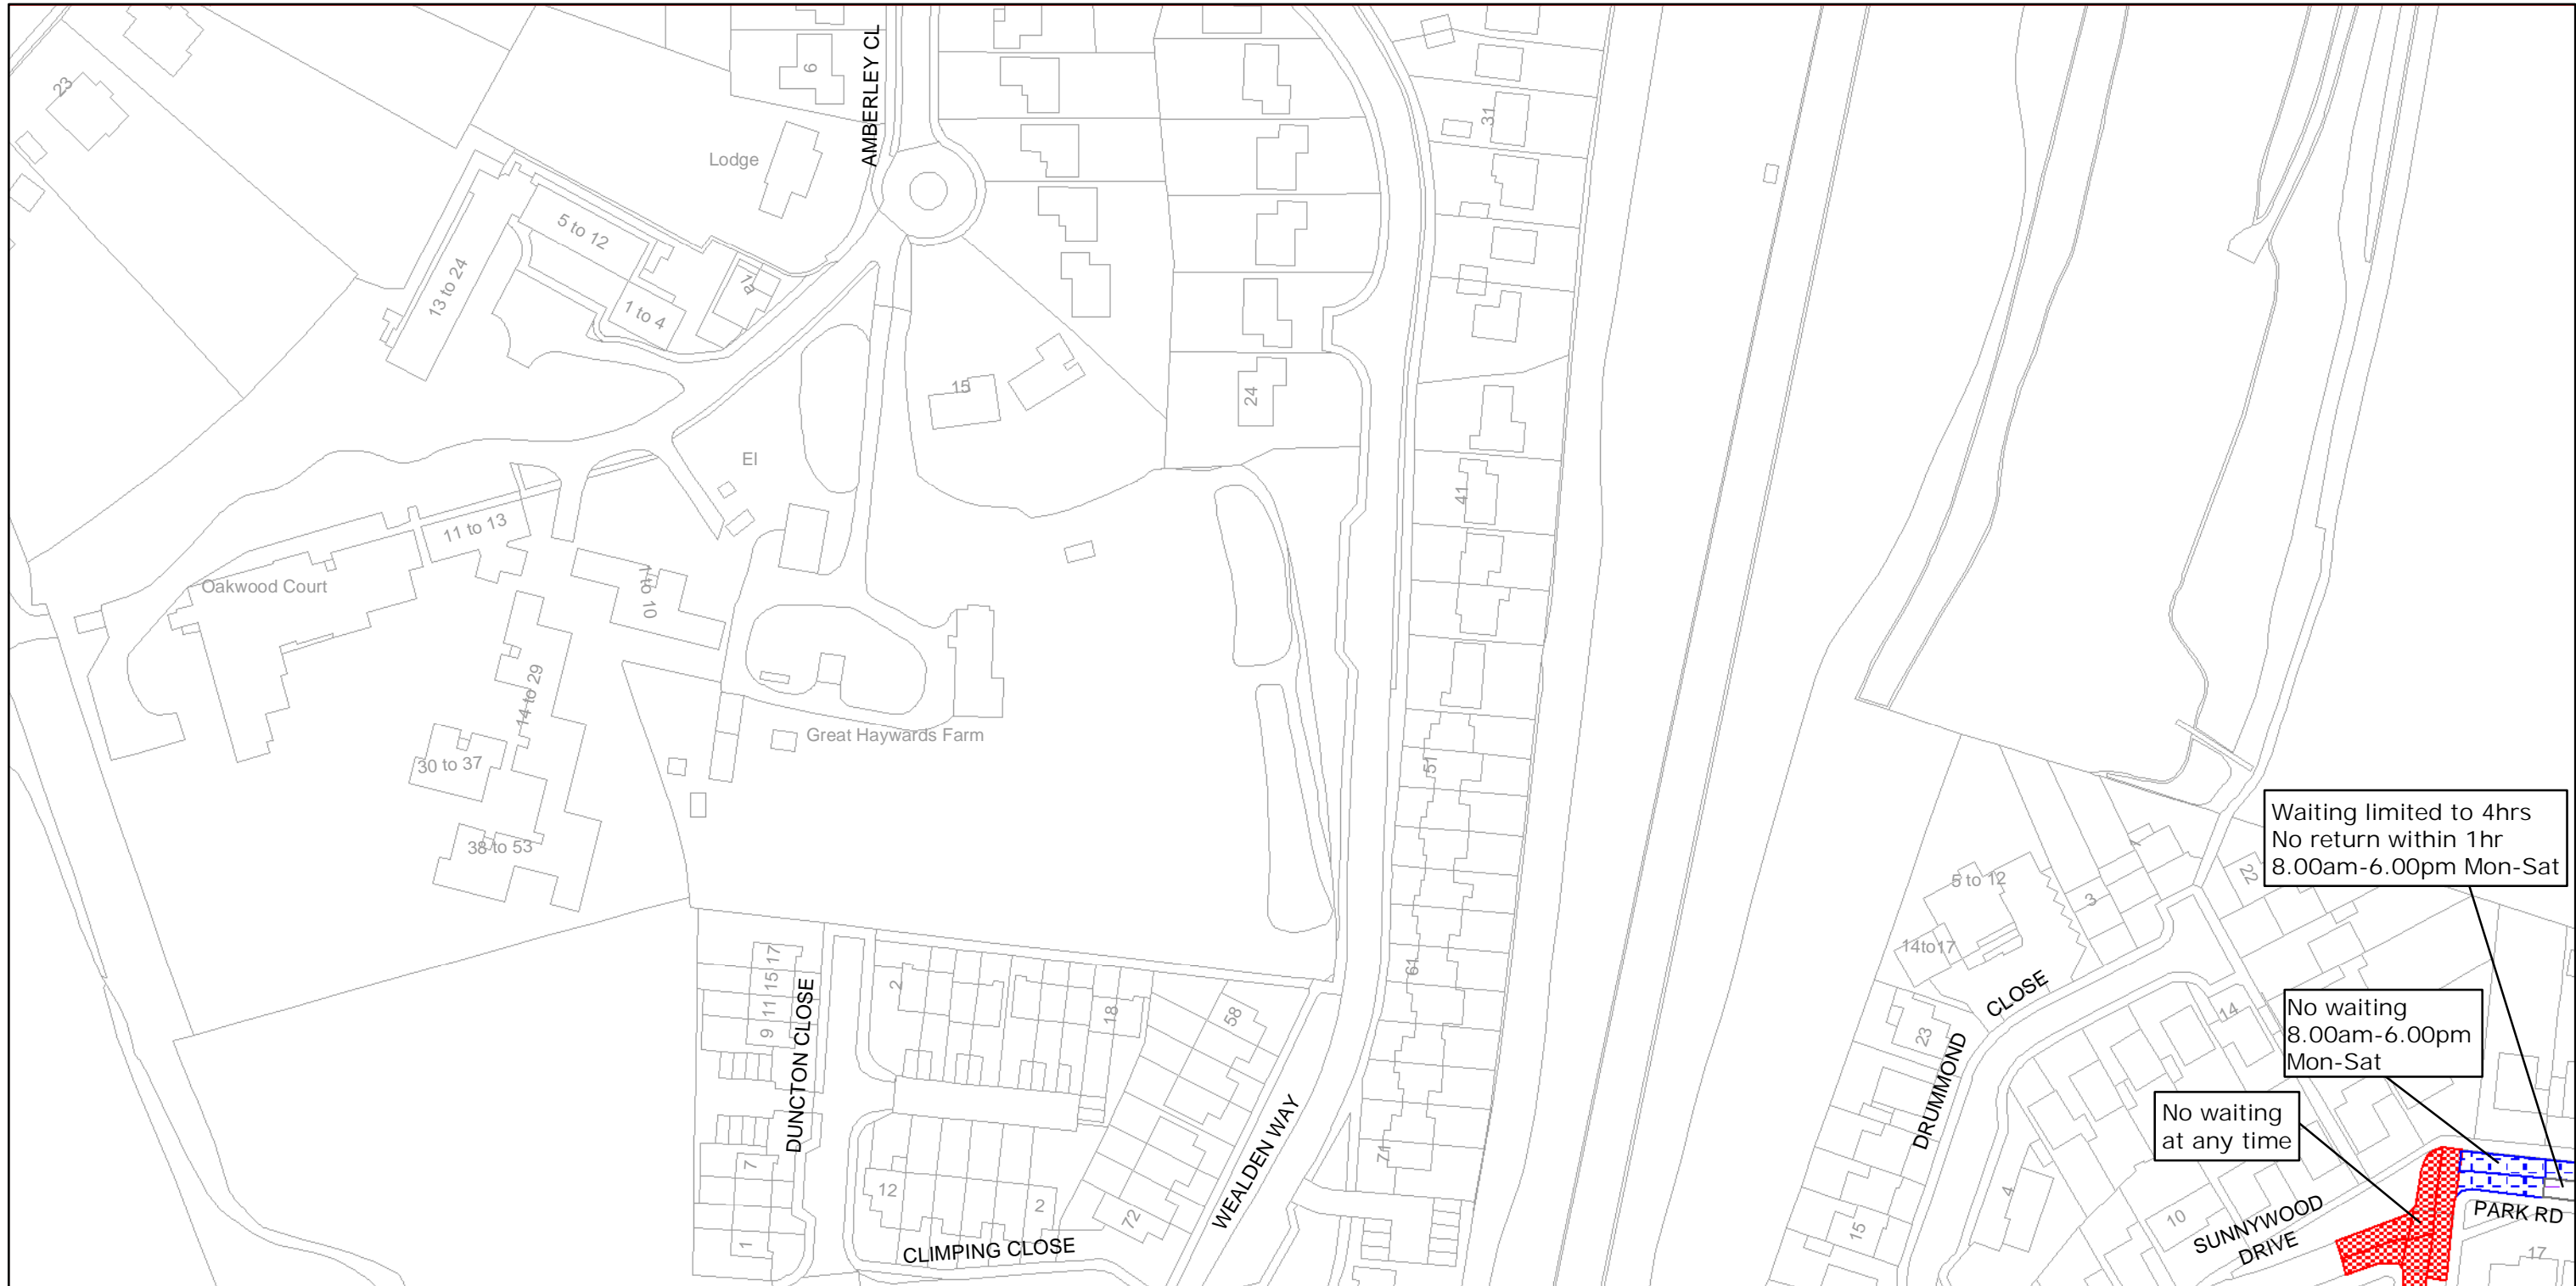 AMBERLEY CL
6
23
31
Lodge
5 to 12
13 to 24
1 to 4
7a
15
24
El
41
11 to 13
1 to 10
Oakwood Court
14 to 29
Great Haywards Farm
30 to 37
51
38 to 53
Waiting limited to 4hrs
No return within 1hr
8.00am-6.00pm Mon-Sat
1
22
5 to 12
3
14to17
61
17
15
11
9
DUNCTON CLOSE
2
18
58
CLOSE
DRUMMOND
23
14
No waiting
8.00am-6.00pm
Mon-Sat
No waiting
at any time
WEALDEN WAY
71
7
12
2
72
1
CLIMPING CLOSE
4
15
10
SUNNYWOOD
DRIVE
PARK RD
17